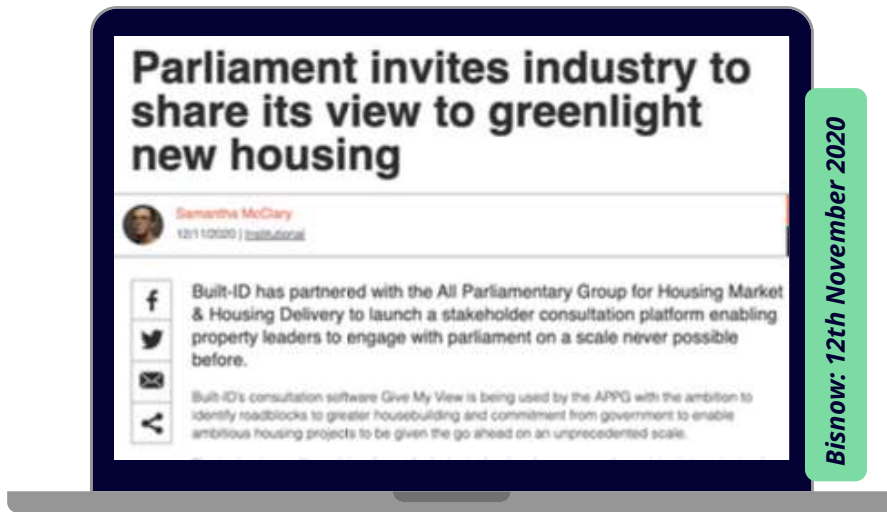 Parliament invites industry to
share its view to greenlight
new housing
Samantha McClary
12/11/2020 | Institutional
Built-ID has partnered with the All Parliamentary Group for Housing Market
& Housing Delivery to launch a stakeholder consultation platform enabling
property leaders to engage with parliament on a scale never possible
before.
Built-ID's consultation software Give My View is being used by the APPG with the ambition to
identify roadblocks to greater housebuilding and commitment from government to enable
ambitious housing projects to be given the go ahead on an unprecedented scale.
Bisnow: 12th November 2020